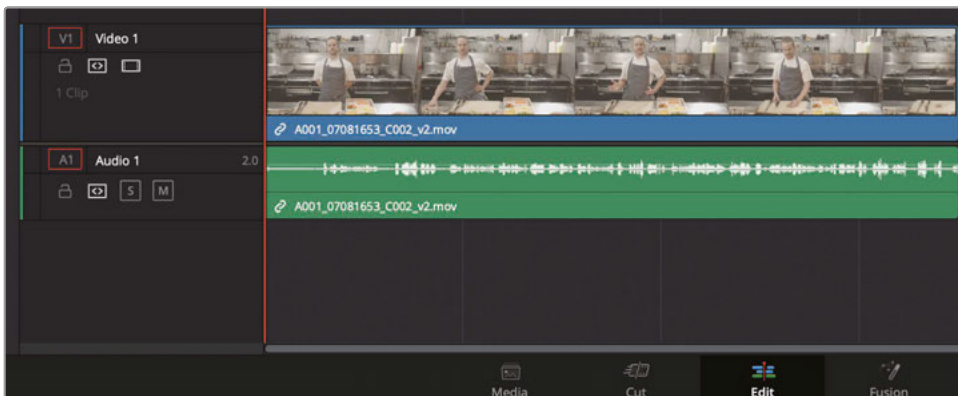 V1 Video 1
1 Clip
A001_07081653_C002_v2.mov
A1 Audio 1 2.0
S M
A001_07081653_C002_v2.mov
Media Cut Edit Fusion